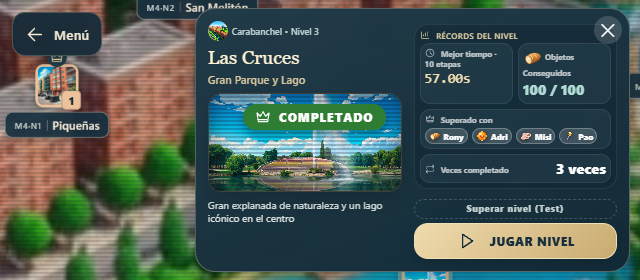 M4-N2 San Melitón
Menú
1
M4-N1 Piqueñas
Carabanchel • Nivel 3
Las Cruces
Gran Parque y Lago
COMPLETADO
Gran explanada de naturaleza y un lago
icónico en el centro
RÉCORDS DEL NIVEL
Mejor tiempo ·
10 etapas
57.00s
Objetos
Conseguidos
100 / 100
Superado con
Rony
Adri
Misi
Pao
Veces completado
3 veces
Superar nivel (Test)
JUGAR NIVEL